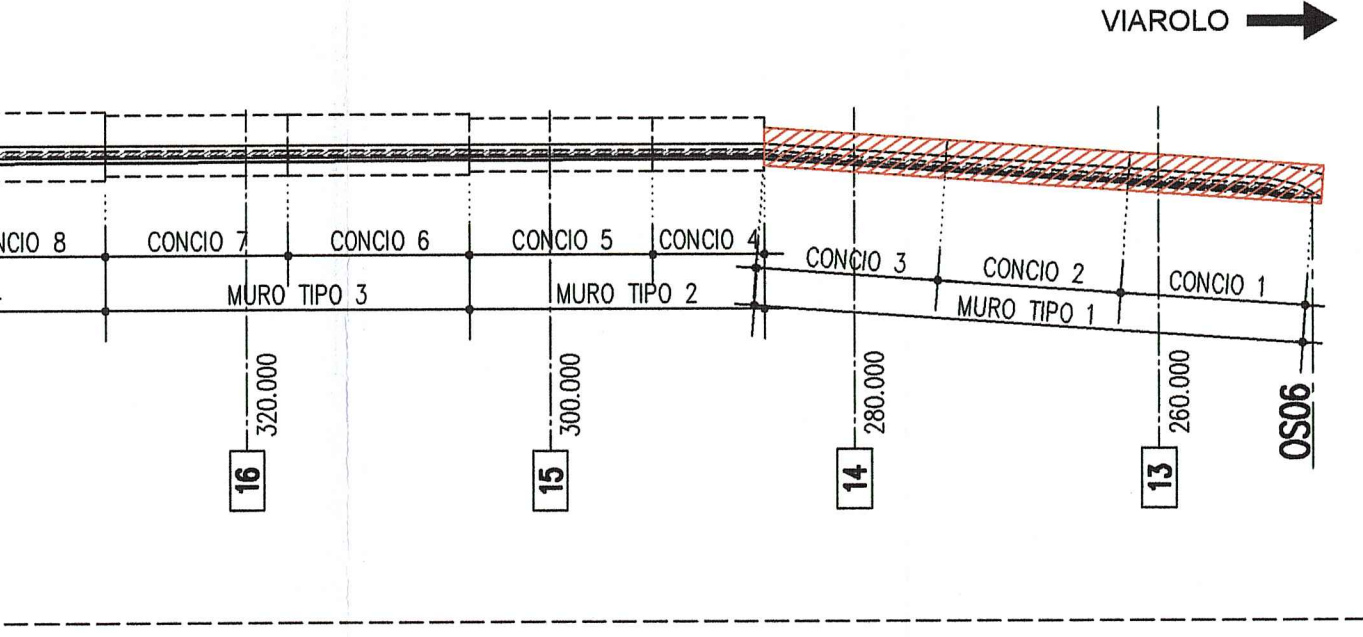 VIAROLO
NCIO 8
CONCIO 7
CONCIO 6
CONCIO 5
CONCIO 4
CONCIO 3
CONCIO 2
CONCIO 1
MURO TIPO 3
MURO TIPO 2
MURO TIPO 1
320.000
300.000
280.000
260.000
OS06
16
15
14
13